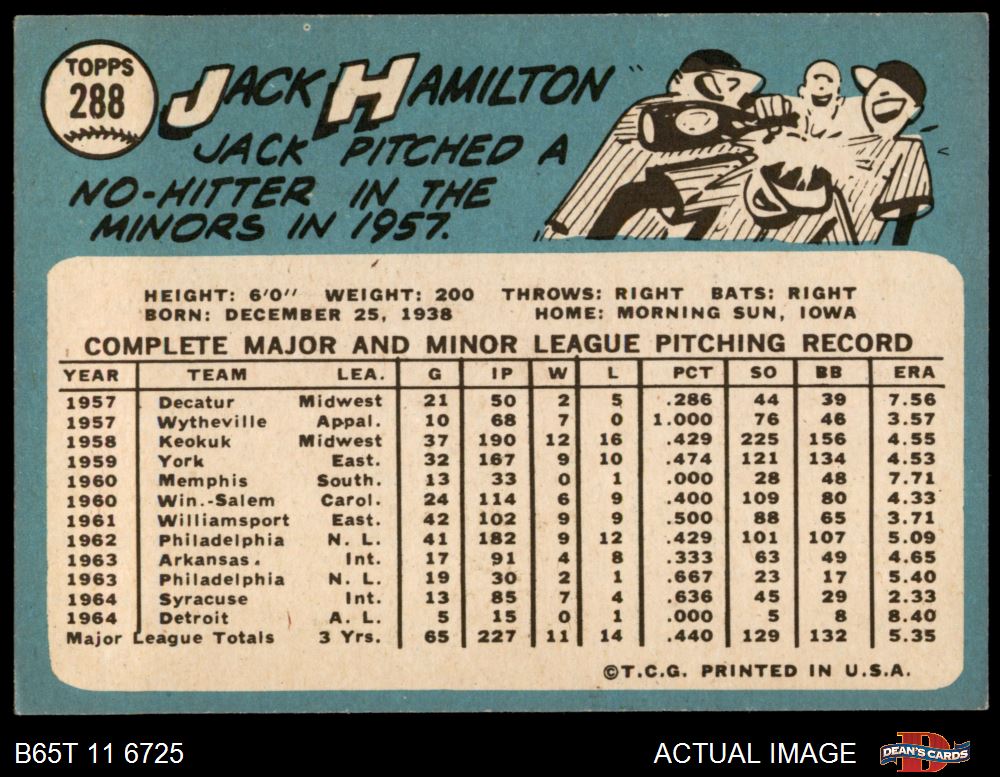 TOPPS
288
JACK HAMILTON
JACK PITCHED A
NO-HITTER IN THE
MINORS IN 1957.
HEIGHT: 6'0" WEIGHT: 200 THROWS: RIGHT BATS: RIGHT
BORN: DECEMBER 25, 1938 HOME: MORNING SUN, IOWA
COMPLETE MAJOR AND MINOR LEAGUE PITCHING RECORD
YEAR TEAM LEA. G IP W L PCT SO BB ERA
1957 Decatur Midwest 21 50 2 5 .286 44 39 7.56
1957 Wytheville Appal. 10 68 7 0 1.000 76 46 3.57
1958 Keokuk Midwest 37 190 12 16 .429 225 156 4.55
1959 York East. 32 167 9 10 .474 121 134 4.53
1960 Memphis South. 13 33 0 1 .000 28 48 7.71
1960 Win.-Salem Carol. 24 114 6 9 .400 109 80 4.33
1961 Williamsport East. 42 102 9 9 .500 88 65 3.71
1962 Philadelphia N. L. 41 182 9 12 .429 101 107 5.09
1963 Arkansas. Int. 17 91 4 8 .333 63 49 4.65
1963 Philadelphia N. L. 19 30 2 1 .667 23 17 5.40
1964 Syracuse Int. 13 85 7 4 .636 45 29 2.33
1964 Detroit A. L. 5 15 0 1 .000 5 8 8.40
Major League Totals 3 Yrs. 65 227 11 14 .440 129 132 5.35
©T.C.G. PRINTED IN U.S.A.
B65T 11 6725 ACTUAL IMAGE DEAN'S CARDS